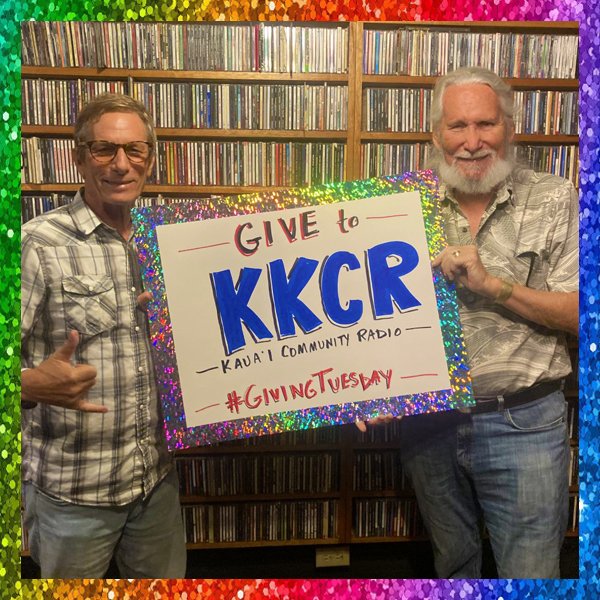 GIVE to
KKCR
KAUA'I COMMUNITY RADIO
#GIVINGTUESDAY